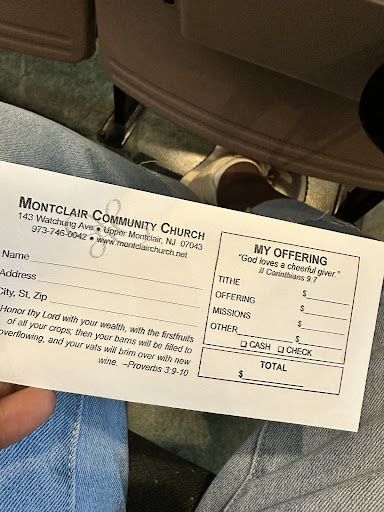 MONTCLAIR COMMUNITY CHURCH
143 Watchung Ave • Upper Montclair, NJ 07043
973-746-0042 • www.montclairchurch.net
Name
Address
City, St, Zip
Honor thy Lord with your wealth, with the firstfruits
of all your crops; then your barns will be filled to
overflowing, and your vats will brim over with new
wine. –Proverbs 3.9-10
MY OFFERING
"God loves a cheerful giver."
II Corinthians 9:7
TITHE $
OFFERING $
MISSIONS $
OTHER $
❏ CASH ❏ CHECK
TOTAL
$